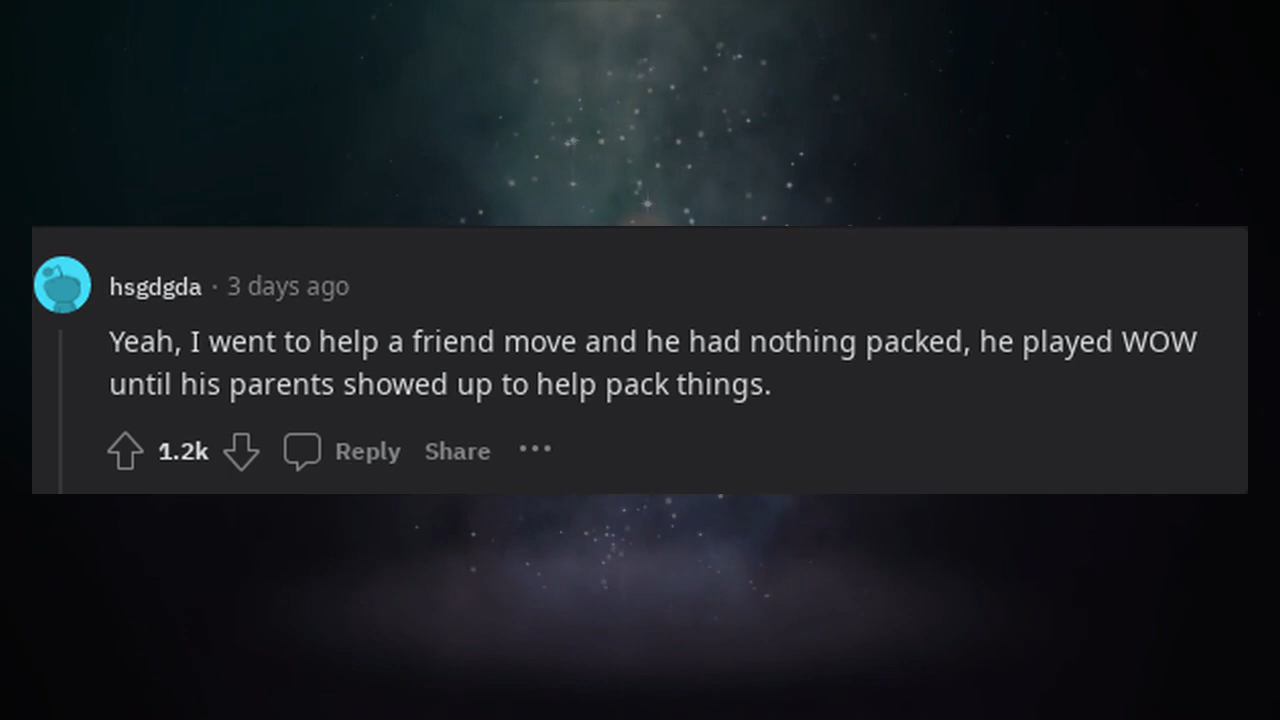 hsgdgda · 3 days ago
Yeah, I went to help a friend move and he had nothing packed, he played WOW
until his parents showed up to help pack things.
1.2k Reply Share